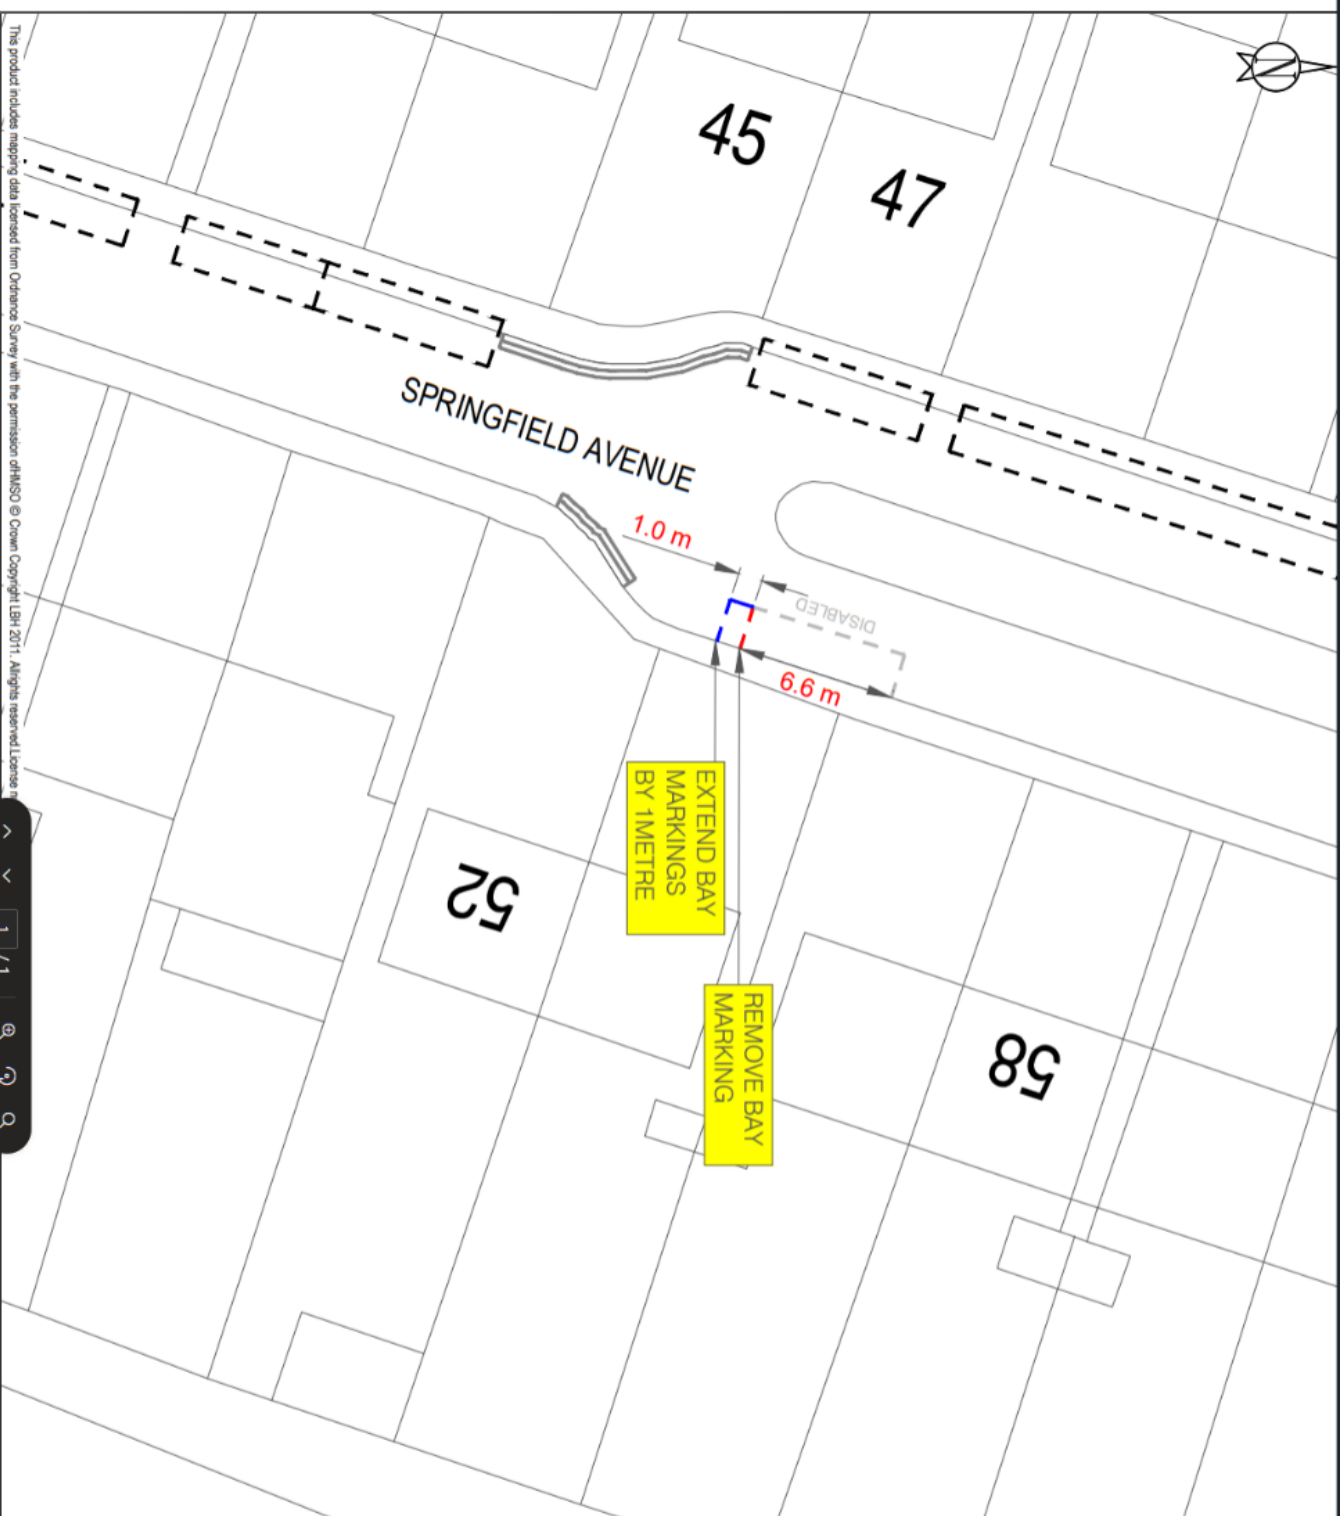 This product includes mapping data licensed from Ordnance Survey with the permission of HMSO © Crown Copyright LBH 2011. All rights reserved. License
45
47
SPRINGFIELD AVENUE
1.0 m
DISABLED
6.6 m
EXTEND BAY
MARKINGS
BY 1METRE
52
REMOVE BAY
MARKING
58
1
/ 1